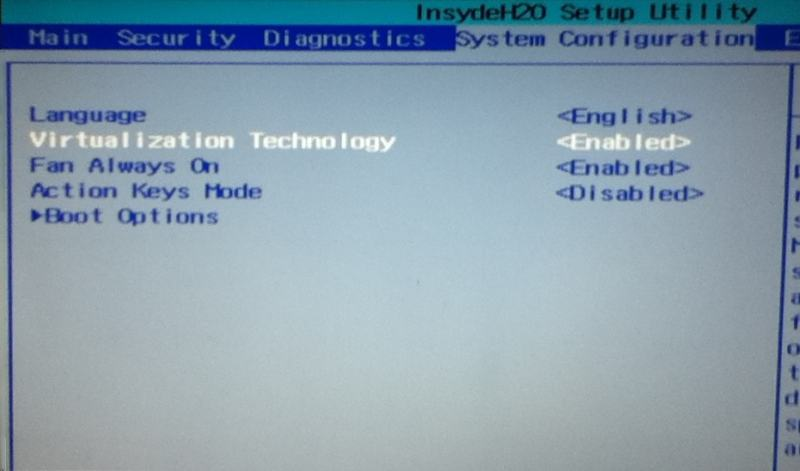 InsydeH2O Setup Utility
Main Security Diagnostics System Configuration
Language <English>
Virtualization Technology <Enabled>
Fan Always On <Enabled>
Action Keys Mode <Disabled>
▶Boot Options